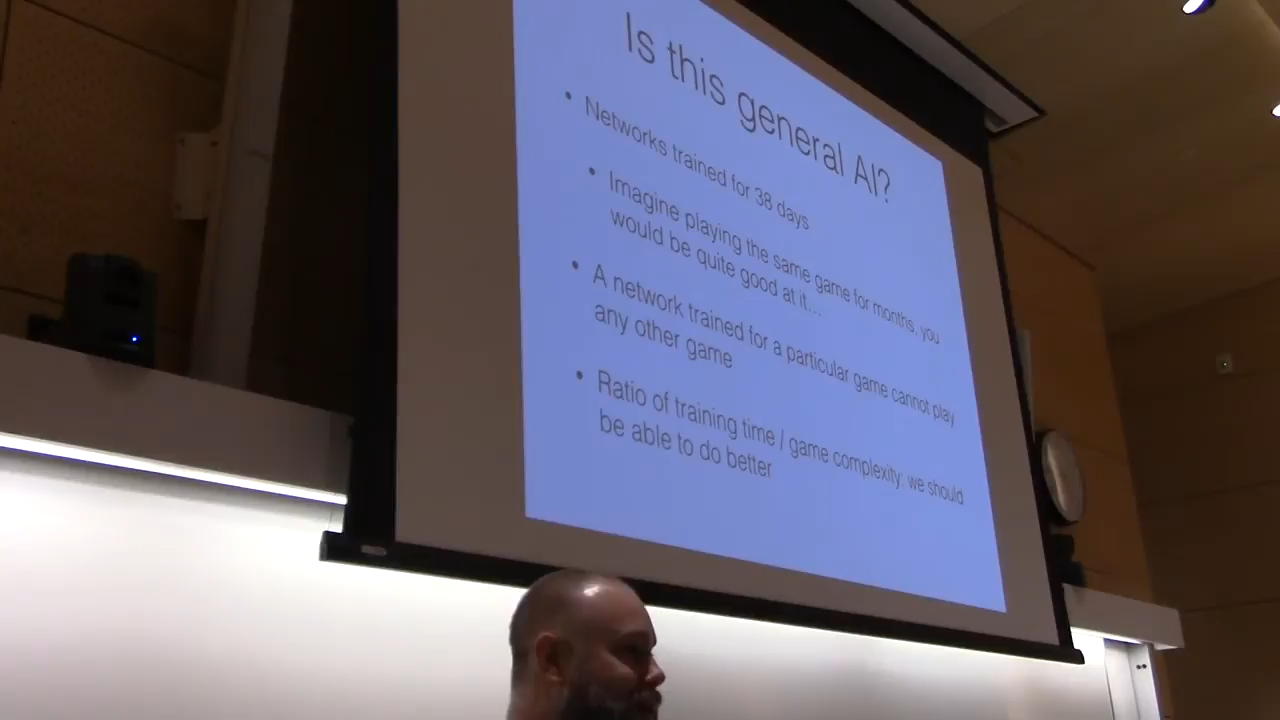 Is this general AI?
• Networks trained for 38 days
• Imagine playing the same game for months, you
would be quite good at it…
• A network trained for a particular game cannot play
any other game
• Ratio of training time / game complexity: we should
be able to do better